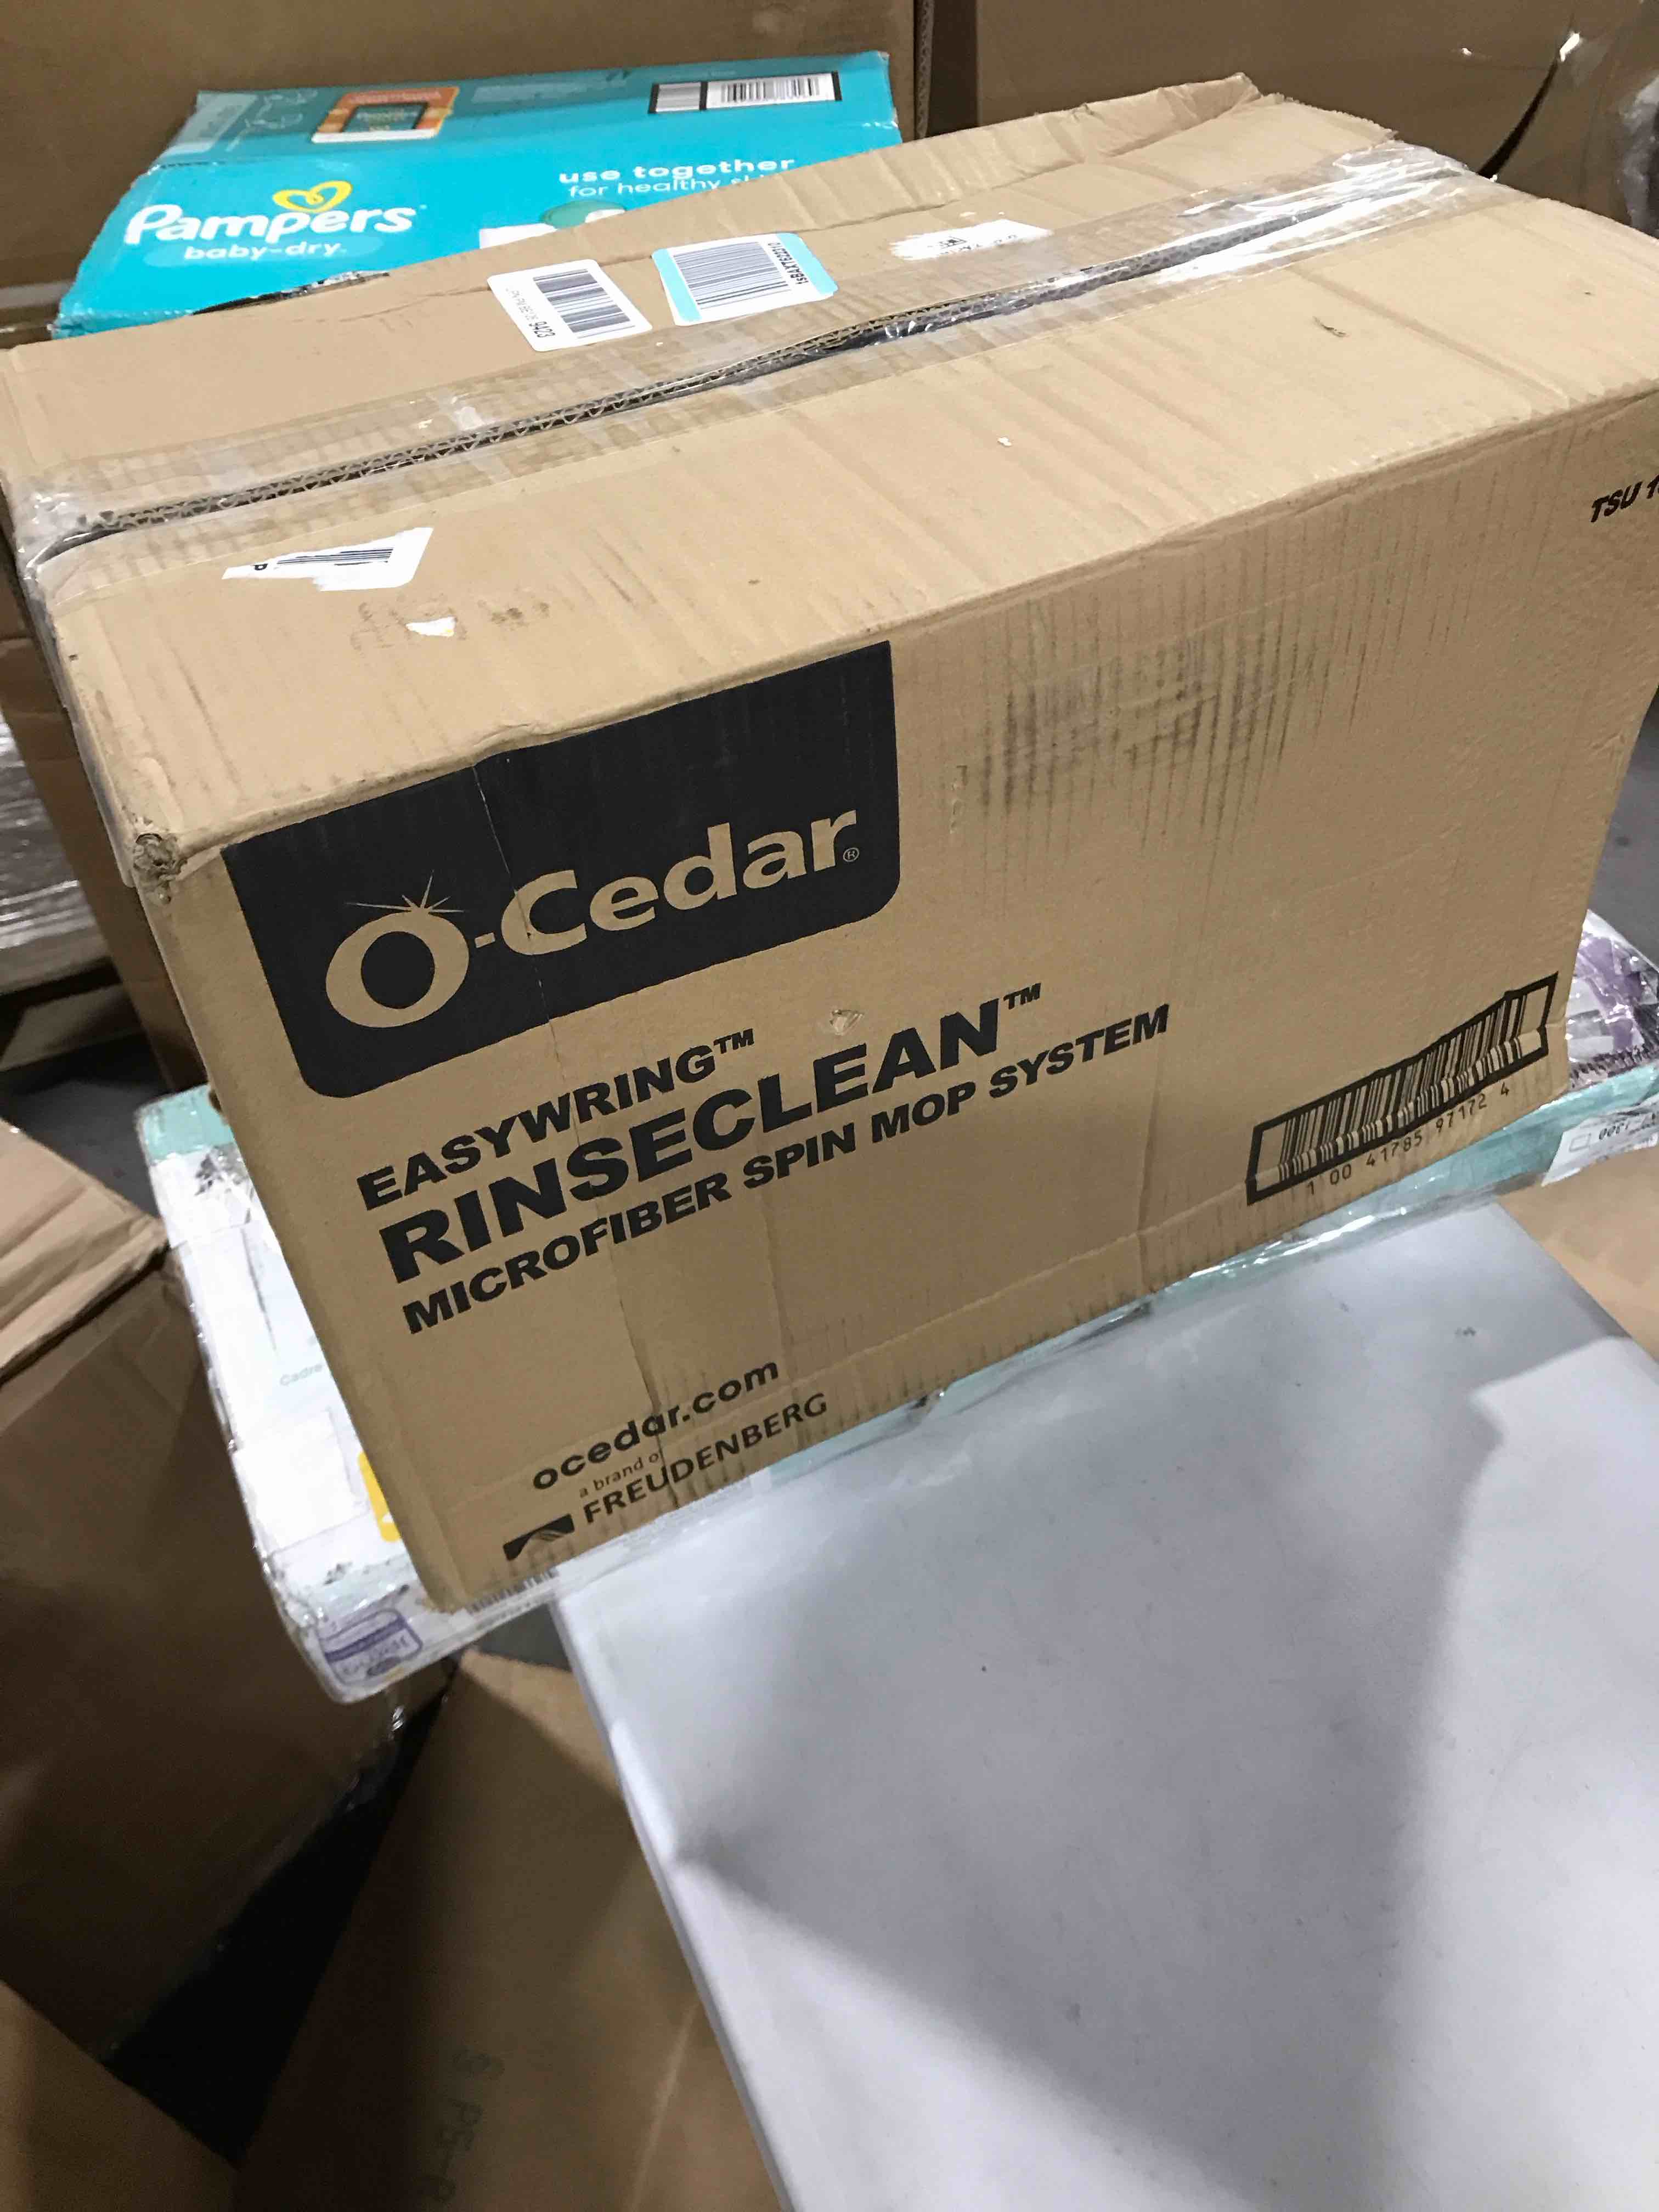 Pampers
baby-dry
use together
for healthy
9423
TSU
O-Cedar®
EASYWRING™
RINSECLEAN™
MICROFIBER SPIN MOP SYSTEM
1 00 41785 97172 4
ocedar.com
a brand of
FREUDENBERG